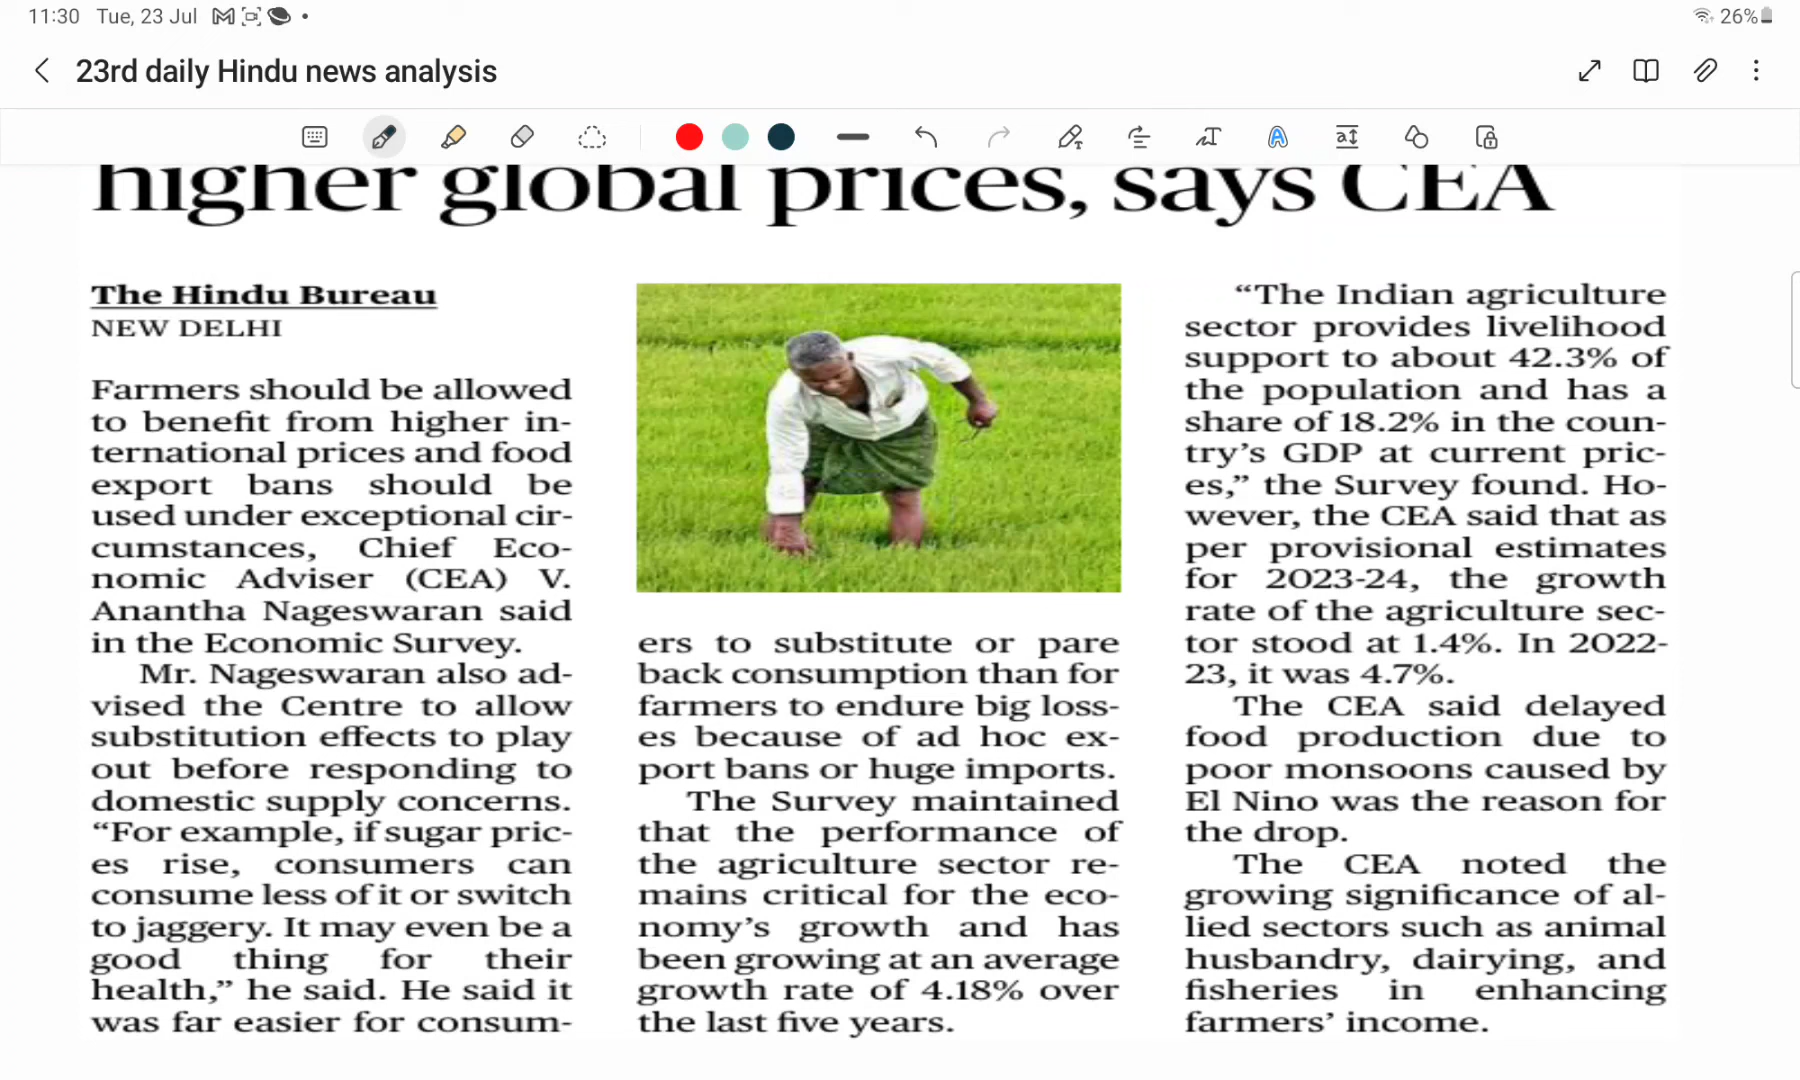 11:30 Tue, 23 Jul
26%
23rd daily Hindu news analysis
higher global prices, says CEA
The Hindu Bureau
NEW DELHI
Farmers should be allowed
to benefit from higher in-
ternational prices and food
export bans should be
used under exceptional cir-
cumstances, Chief Eco-
nomic Adviser (CEA) V.
Anantha Nageswaran said
in the Economic Survey.
Mr. Nageswaran also ad-
vised the Centre to allow
substitution effects to play
out before responding to
domestic supply concerns.
“For example, if sugar pric-
es rise, consumers can
consume less of it or switch
to jaggery. It may even be a
good thing for their
health,” he said. He said it
was far easier for consum-
ers to substitute or pare
back consumption than for
farmers to endure big loss-
es because of ad hoc ex-
port bans or huge imports.
The Survey maintained
that the performance of
the agriculture sector re-
mains critical for the eco-
nomy’s growth and has
been growing at an average
growth rate of 4.18% over
the last five years.
“The Indian agriculture
sector provides livelihood
support to about 42.3% of
the population and has a
share of 18.2% in the coun-
try’s GDP at current pric-
es,” the Survey found. Ho-
wever, the CEA said that as
per provisional estimates
for 2023-24, the growth
rate of the agriculture sec-
tor stood at 1.4%. In 2022-
23, it was 4.7%.
The CEA said delayed
food production due to
poor monsoons caused by
El Nino was the reason for
the drop.
The CEA noted the
growing significance of al-
lied sectors such as animal
husbandry, dairying, and
fisheries in enhancing
farmers’ income.